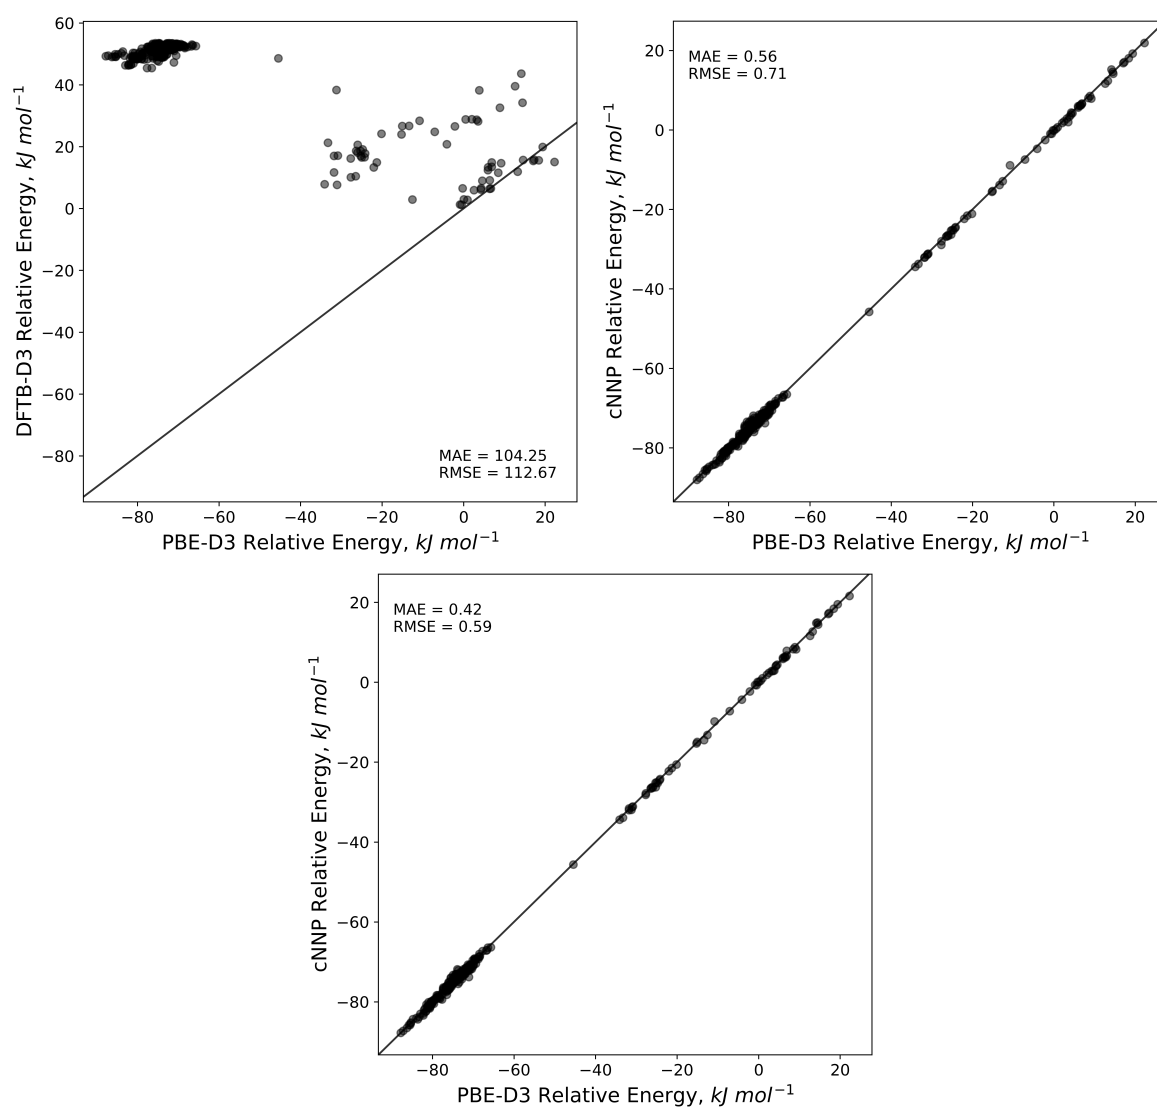 60
40
20
0
−20
−40
−60
−80
DFTB-D3 Relative Energy, kJ mol⁻¹
MAE = 104.25
RMSE = 112.67
−80 −60 −40 −20 0 20
PBE-D3 Relative Energy, kJ mol⁻¹
20
0
−20
−40
−60
−80
cNNP Relative Energy, kJ mol⁻¹
MAE = 0.56
RMSE = 0.71
−80 −60 −40 −20 0 20
PBE-D3 Relative Energy, kJ mol⁻¹
20
0
−20
−40
−60
−80
cNNP Relative Energy, kJ mol⁻¹
MAE = 0.42
RMSE = 0.59
−80 −60 −40 −20 0 20
PBE-D3 Relative Energy, kJ mol⁻¹